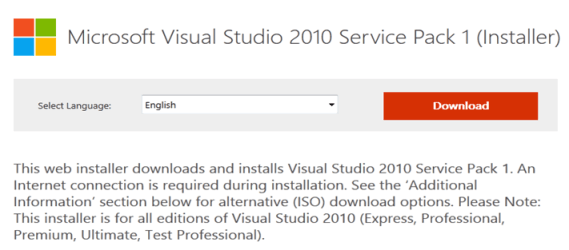 Microsoft Visual Studio 2010 Service Pack 1 (Installer)
Select Language: English Download
This web installer downloads and installs Visual Studio 2010 Service Pack 1. An
Internet connection is required during installation. See the 'Additional
Information' section below for alternative (ISO) download options. Please Note:
This installer is for all editions of Visual Studio 2010 (Express, Professional,
Premium, Ultimate, Test Professional).